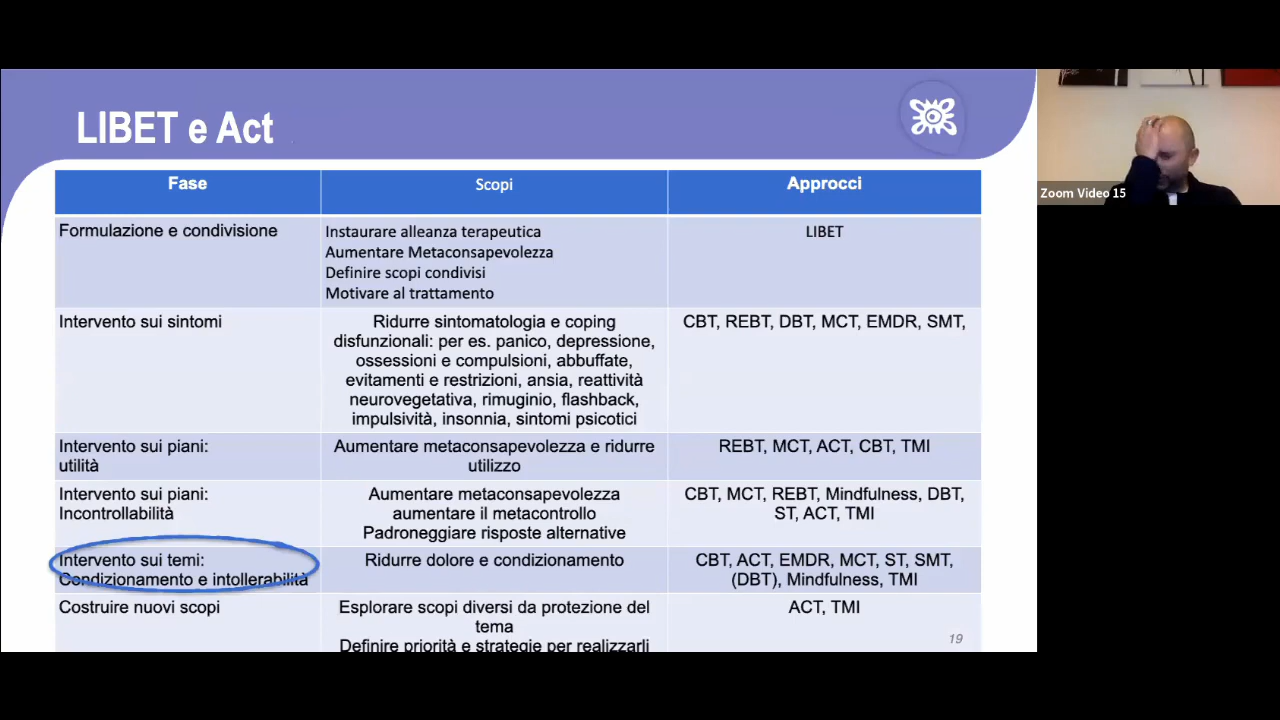 LIBET e Act
Fase
Scopi
Approcci
Formulazione e condivisione
Instaurare alleanza terapeutica
Aumentare Metaconsapevolezza
Definire scopi condivisi
Motivare al trattamento
LIBET
Intervento sui sintomi
Ridurre sintomatologia e coping
disfunzionali: per es. panico, depressione,
ossessioni e compulsioni, abbuffate,
evitamenti e restrizioni, ansia, reattività
neurovegetativa, rimuginio, flashback,
impulsività, insonnia, sintomi psicotici
CBT, REBT, DBT, MCT, EMDR, SMT,
Intervento sui piani:
utilità
Aumentare metaconsapevolezza e ridurre
utilizzo
REBT, MCT, ACT, CBT, TMI
Intervento sui piani:
Incontrollabilità
Aumentare metaconsapevolezza
aumentare il metacontrollo
Padroneggiare risposte alternative
CBT, MCT, REBT, Mindfulness, DBT,
ST, ACT, TMI
Intervento sui temi:
Condizionamento e intollerabilità
Ridurre dolore e condizionamento
CBT, ACT, EMDR, MCT, ST, SMT,
(DBT), Mindfulness, TMI
Costruire nuovi scopi
Esplorare scopi diversi da protezione del
tema
Definire priorità e strategie per realizzarli
ACT, TMI
19
Zoom Video 15